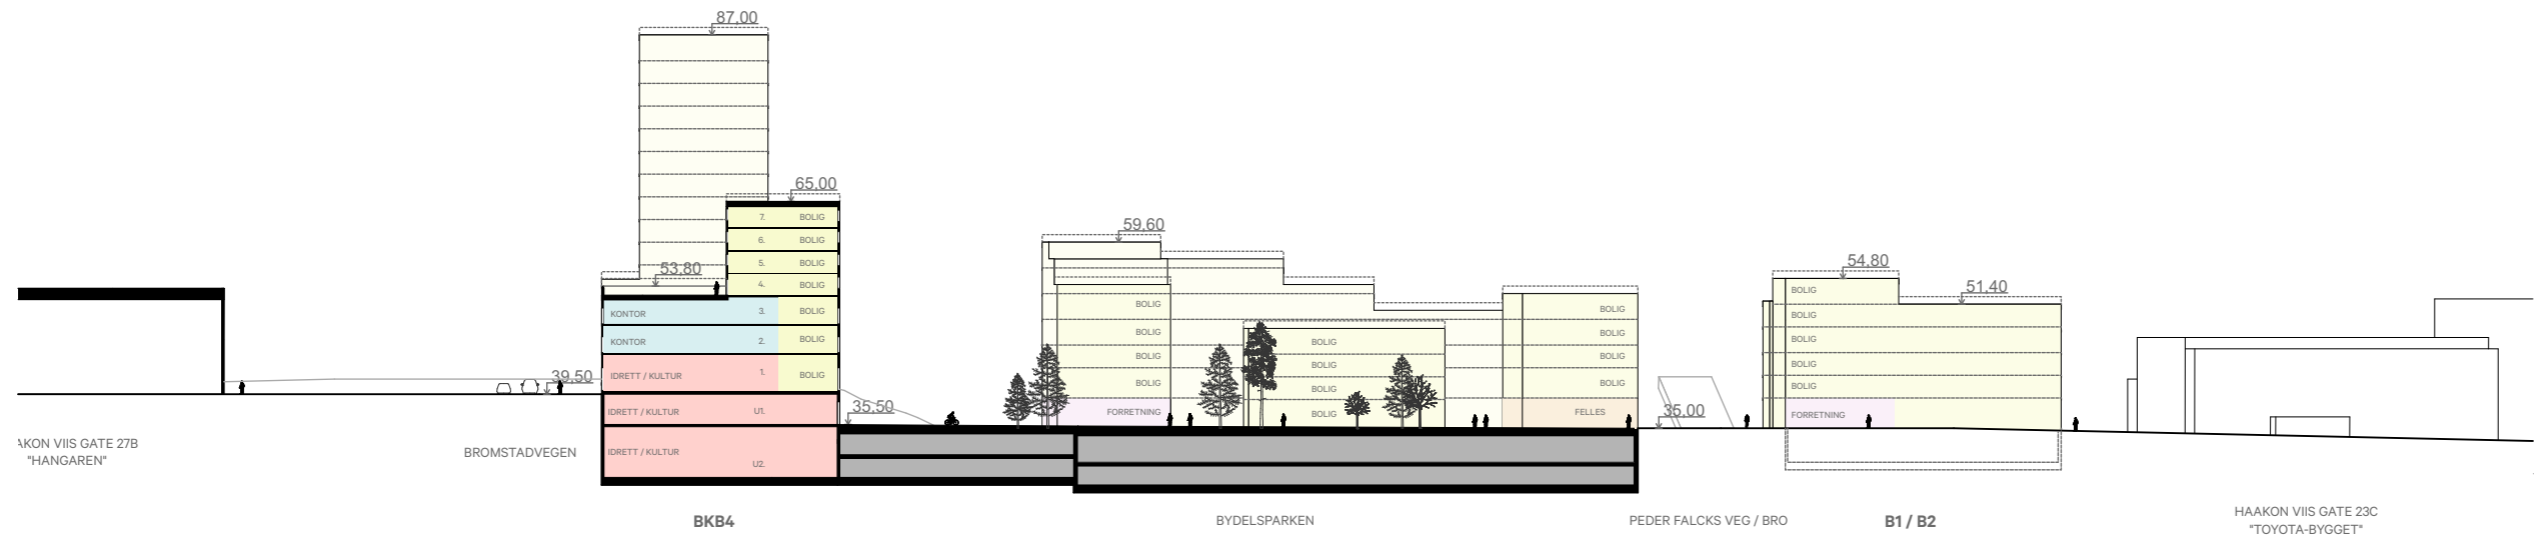 87,00
65,00
7. BOLIG
6. BOLIG
5. BOLIG
4. BOLIG
53,80
KONTOR 3. BOLIG
KONTOR 2. BOLIG
IDRETT / KULTUR 1. BOLIG
39,50
IDRETT / KULTUR U1.
35,50
IDRETT / KULTUR
U2.
59,60
BOLIG
BOLIG
BOLIG
BOLIG
FORRETNING
BOLIG
BOLIG
BOLIG
BOLIG
BOLIG
BOLIG
BOLIG
BOLIG
FELLES
35,00
54,80
51,40
BOLIG
BOLIG
BOLIG
BOLIG
BOLIG
FORRETNING
AKON VIIS GATE 27B
"HANGAREN"
BROMSTADVEGEN
BKB4
BYDELSPARKEN
PEDER FALCKS VEG / BRO
B1 / B2
HAAKON VIIS GATE 23C
"TOYOTA-BYGGET"